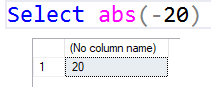 Select abs(-20)
(No column name)
1 20